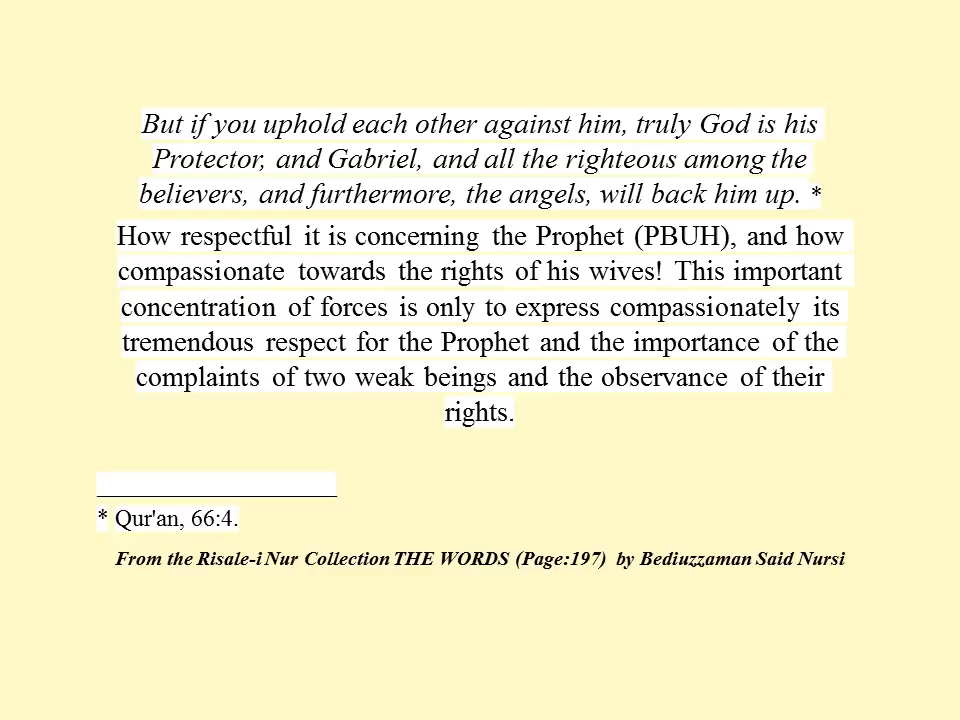 But if you uphold each other against him, truly God is his
Protector, and Gabriel, and all the righteous among the
believers, and furthermore, the angels, will back him up. *
How respectful it is concerning the Prophet (PBUH), and how
compassionate towards the rights of his wives! This important
concentration of forces is only to express compassionately its
tremendous respect for the Prophet and the importance of the
complaints of two weak beings and the observance of their
rights.
* Qur'an, 66:4.
From the Risale-i Nur Collection THE WORDS (Page:197) by Bediuzzaman Said Nursi